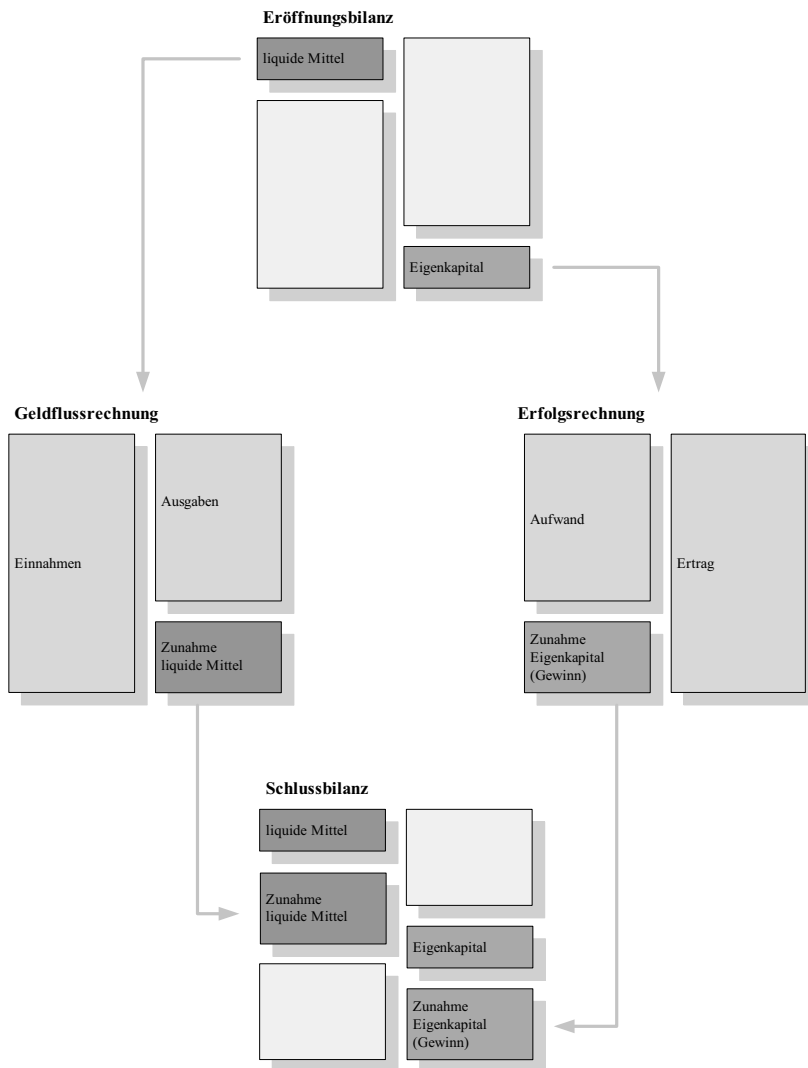 Eröffnungsbilanz
liquide Mittel
Eigenkapital
Geldflussrechnung
Einnahmen
Ausgaben
Zunahme
liquide Mittel
Erfolgsrechnung
Aufwand
Zunahme
Eigenkapital
(Gewinn)
Ertrag
Schlussbilanz
liquide Mittel
Zunahme
liquide Mittel
Eigenkapital
Zunahme
Eigenkapital
(Gewinn)